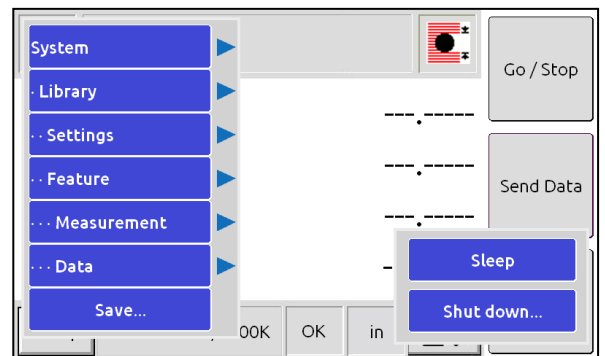 System
· Library
· · Settings
· · Feature
· · · Measurement
· · · Data
Save...
Go / Stop
Send Data
---.-----
---.-----
---.-----
Sleep
Shut down...
00K
OK
in